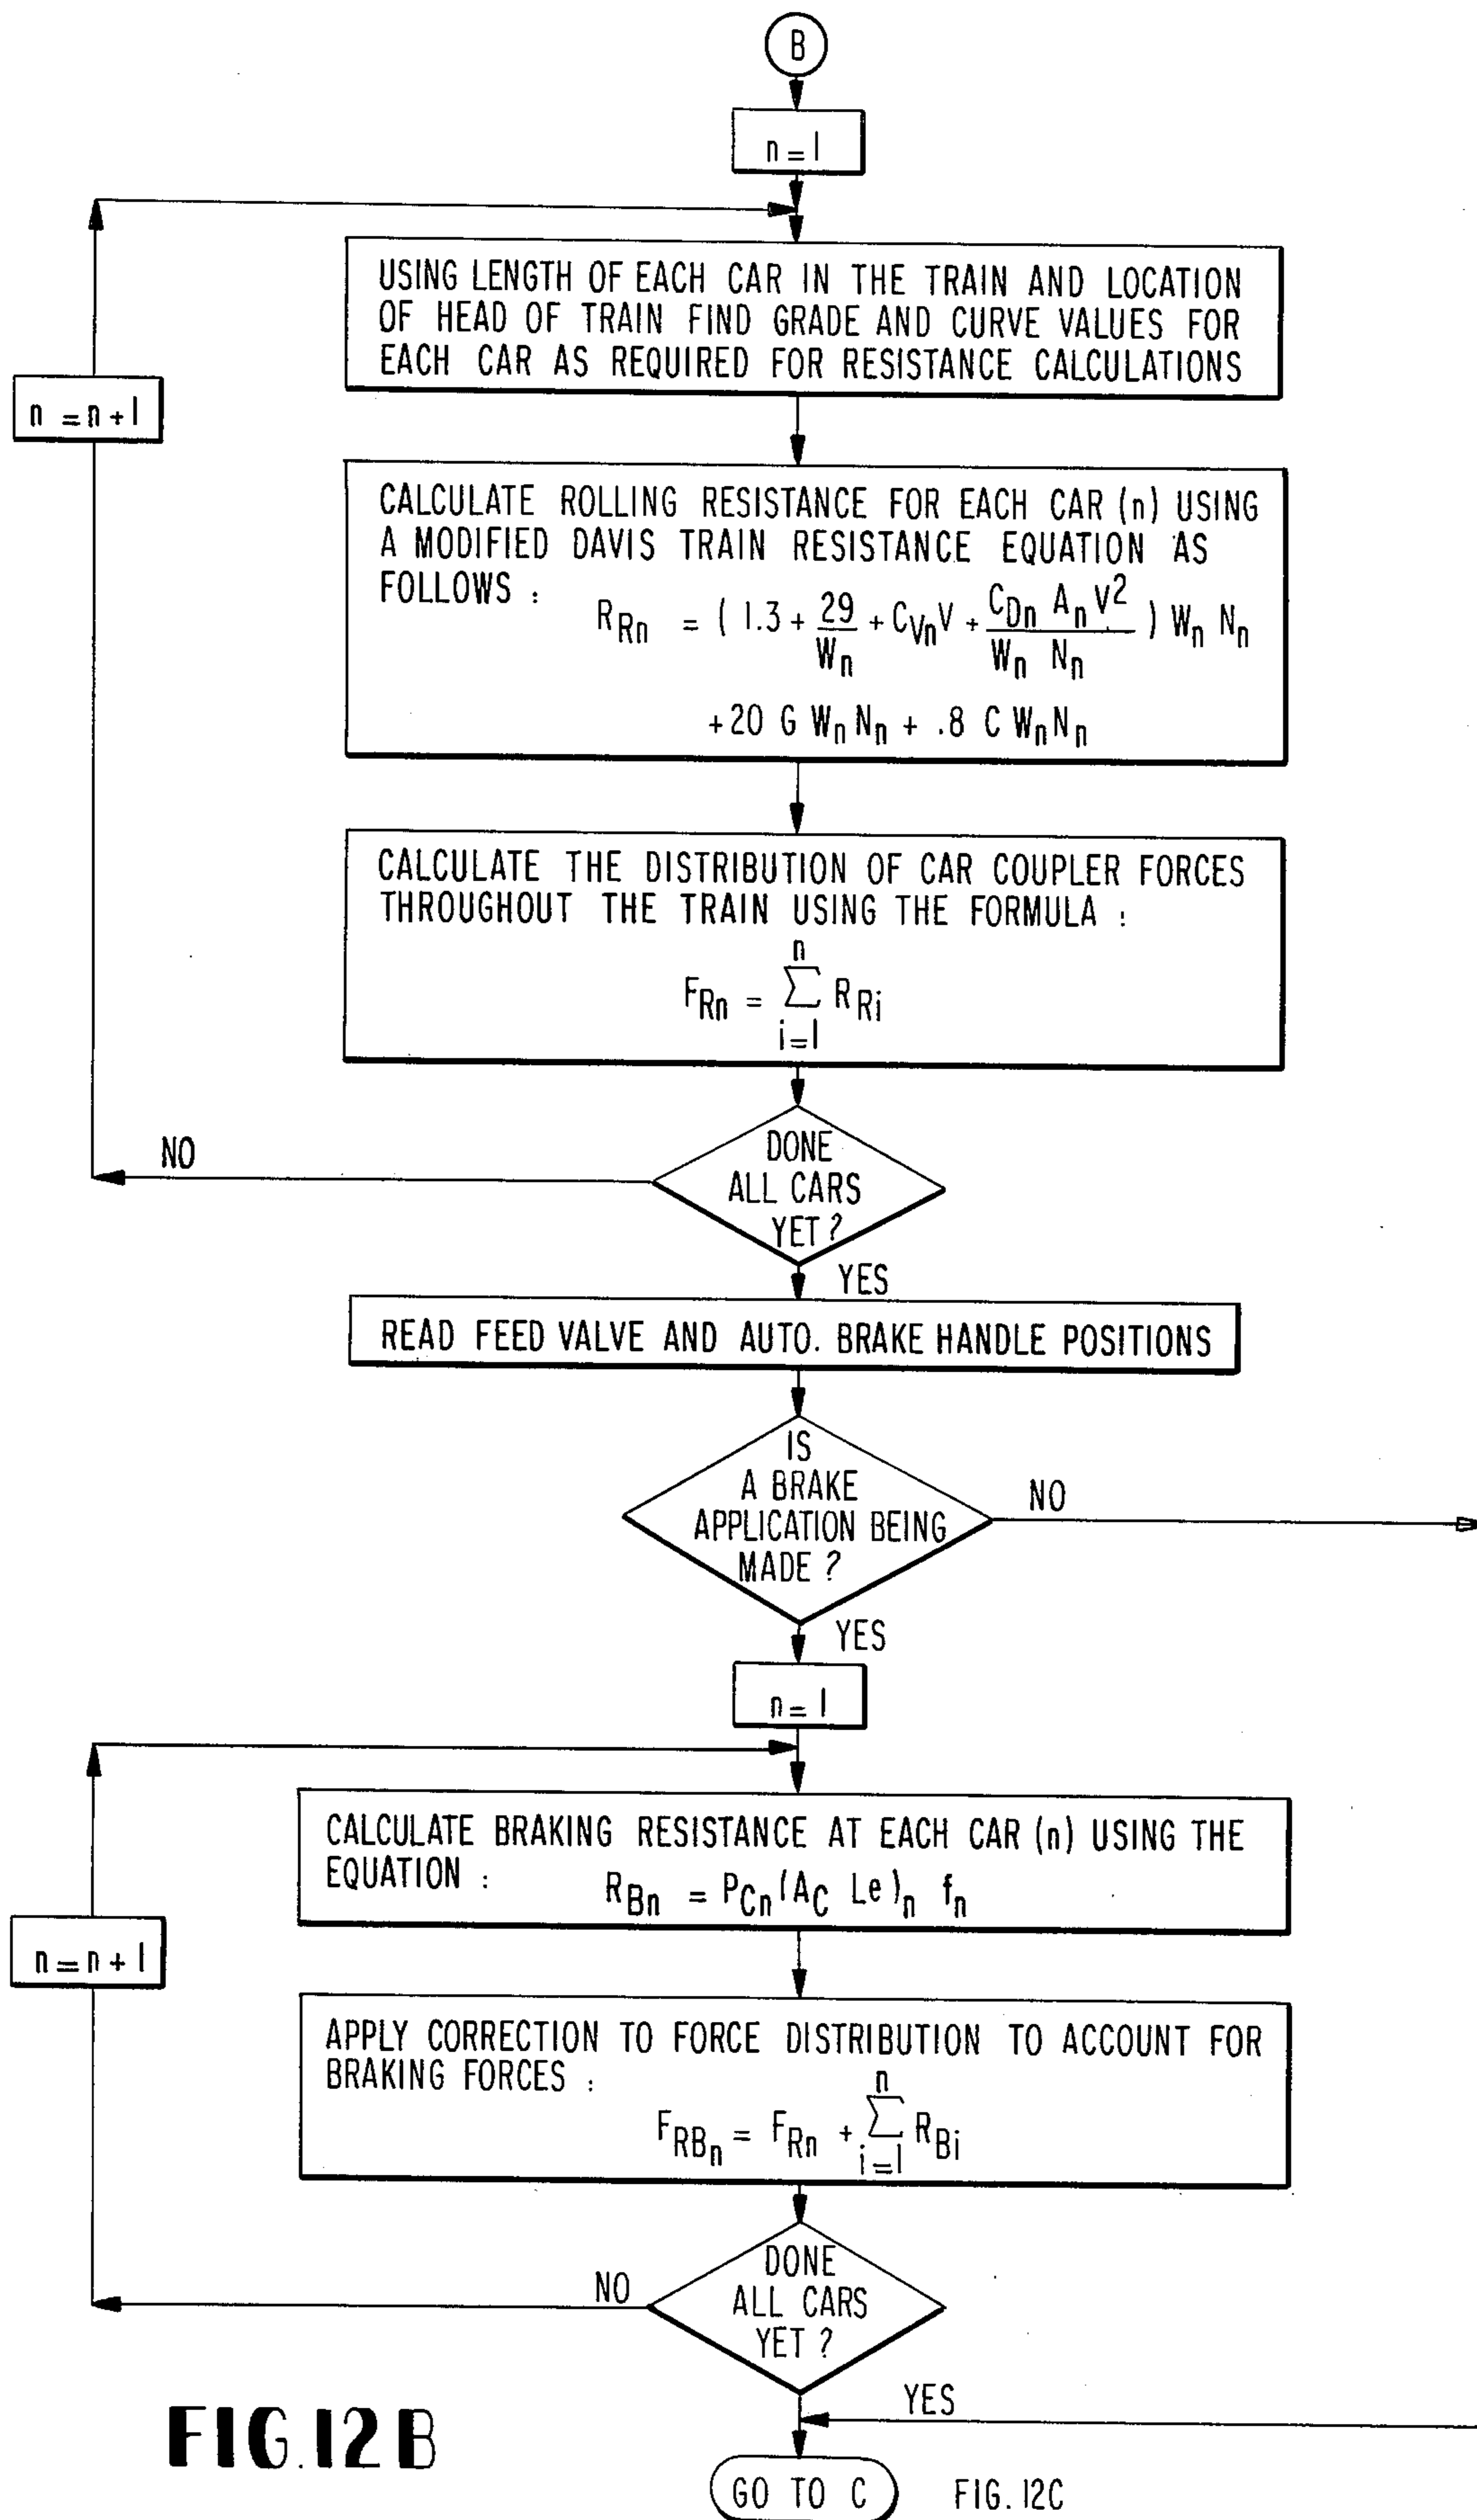 B
n = 1
USING LENGTH OF EACH CAR IN THE TRAIN AND LOCATION
OF HEAD OF TRAIN FIND GRADE AND CURVE VALUES FOR
EACH CAR AS REQUIRED FOR RESISTANCE CALCULATIONS
n = n + 1
CALCULATE ROLLING RESISTANCE FOR EACH CAR (n) USING
A MODIFIED DAVIS TRAIN RESISTANCE EQUATION AS
FOLLOWS :
R_Rn = ( 1.3 + 29/W_n + C_Vn V + C_Dn A_n V²/W_n N_n ) W_n N_n
+20 G W_n N_n + .8 C W_n N_n
CALCULATE THE DISTRIBUTION OF CAR COUPLER FORCES
THROUGHOUT THE TRAIN USING THE FORMULA :
F_Rn = Σ_{i=1}^{n} R_Ri
DONE
ALL CARS
YET ?
NO
YES
READ FEED VALVE AND AUTO. BRAKE HANDLE POSITIONS
IS
A BRAKE
APPLICATION BEING
MADE ?
NO
YES
n = 1
CALCULATE BRAKING RESISTANCE AT EACH CAR (n) USING THE
EQUATION : R_Bn = P_Cn (A_C Le)_n f_n
n = n + 1
APPLY CORRECTION TO FORCE DISTRIBUTION TO ACCOUNT FOR
BRAKING FORCES :
F_RBn = F_Rn + Σ_{i=1}^{n} R_Bi
DONE
ALL CARS
YET ?
NO
YES
GO TO C
FIG. 12C
FIG. 12B